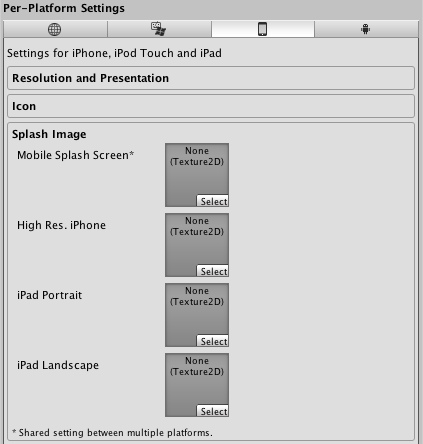 Per-Platform Settings
Settings for iPhone, iPod Touch and iPad
Resolution and Presentation
Icon
Splash Image
Mobile Splash Screen*
None
(Texture2D)
Select
High Res. iPhone
None
(Texture2D)
Select
iPad Portrait
None
(Texture2D)
Select
iPad Landscape
None
(Texture2D)
Select
* Shared setting between multiple platforms.